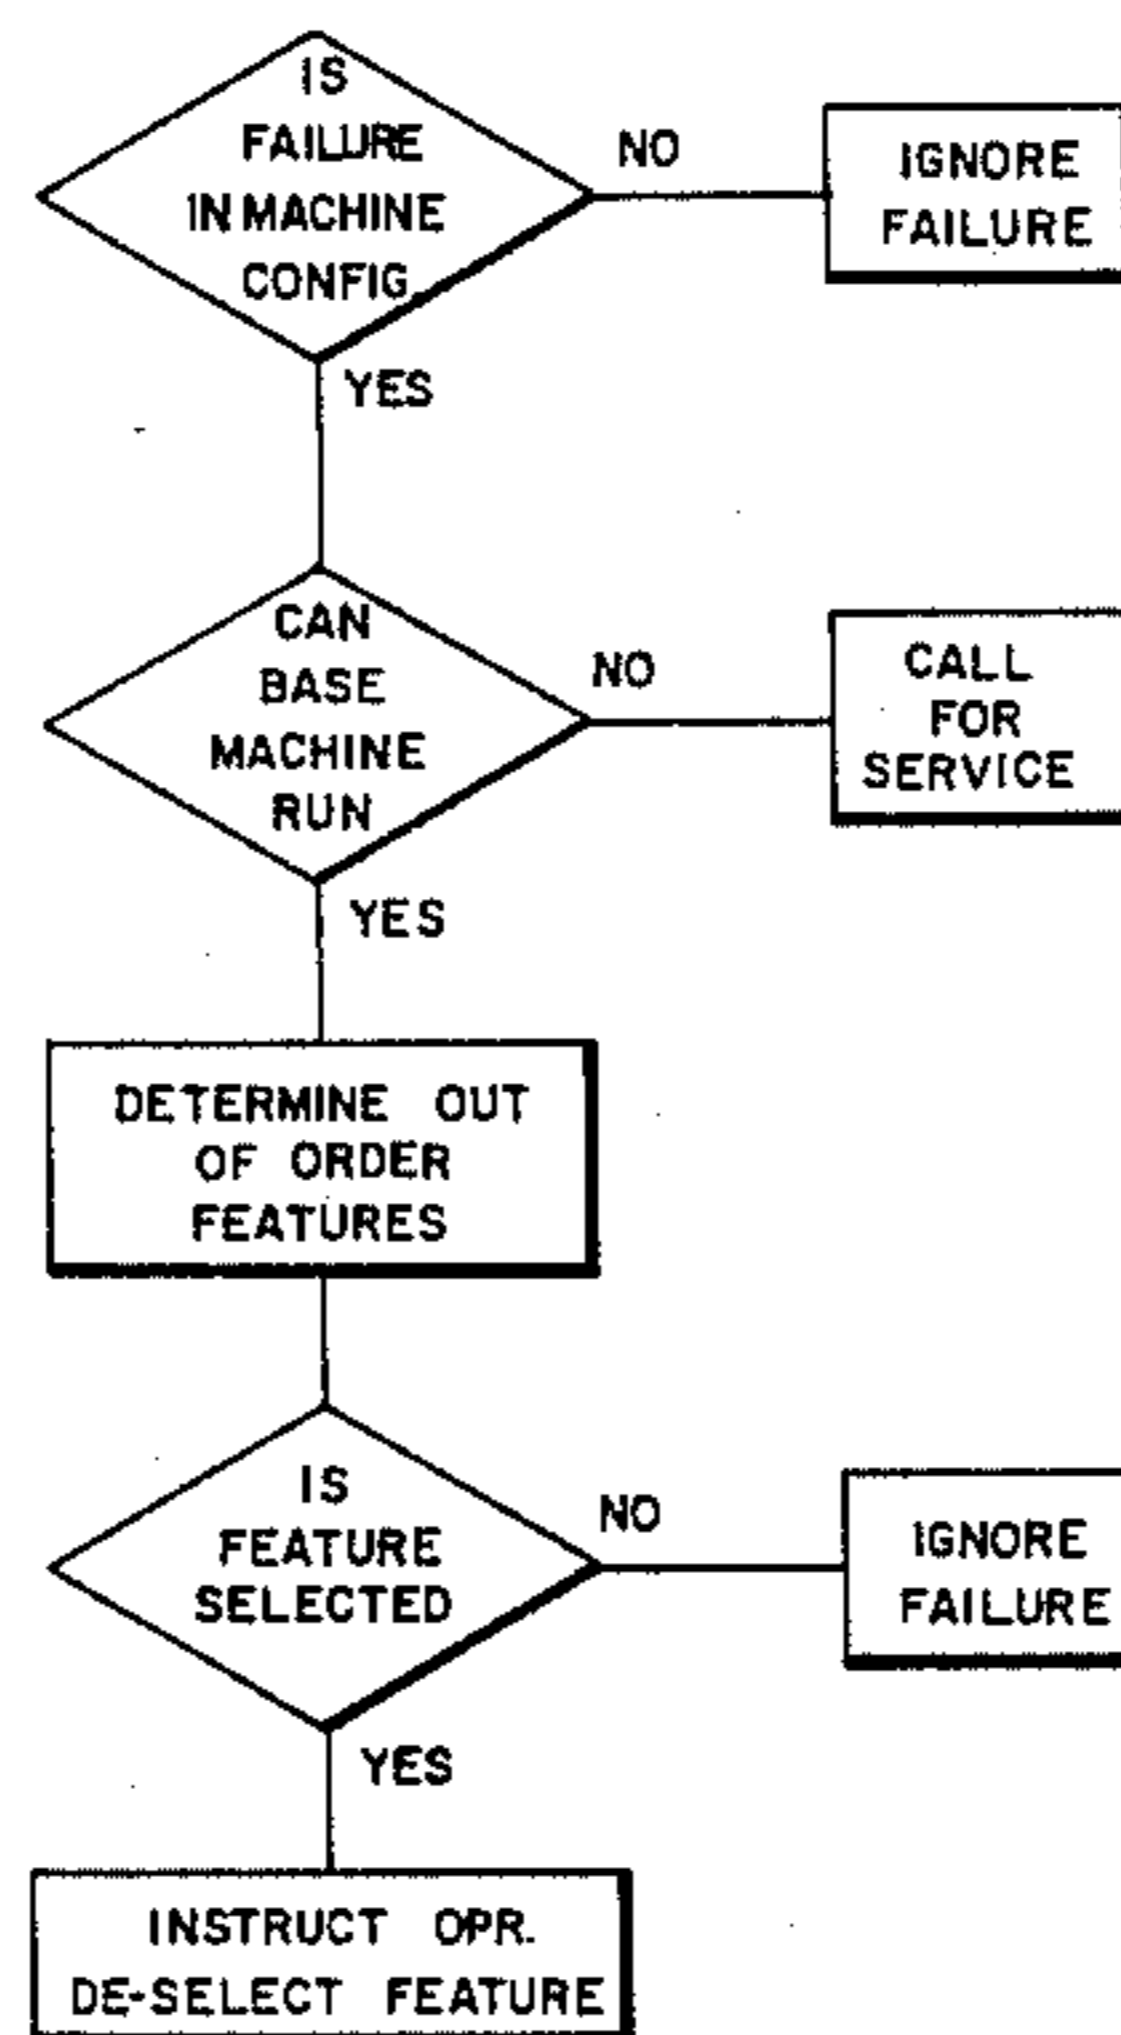 IS
FAILURE
IN MACHINE
CONFIG
NO
IGNORE
FAILURE
YES
CAN
BASE
MACHINE
RUN
NO
CALL
FOR
SERVICE
YES
DETERMINE OUT
OF ORDER
FEATURES
IS
FEATURE
SELECTED
NO
IGNORE
FAILURE
YES
INSTRUCT OPR.
DE-SELECT FEATURE